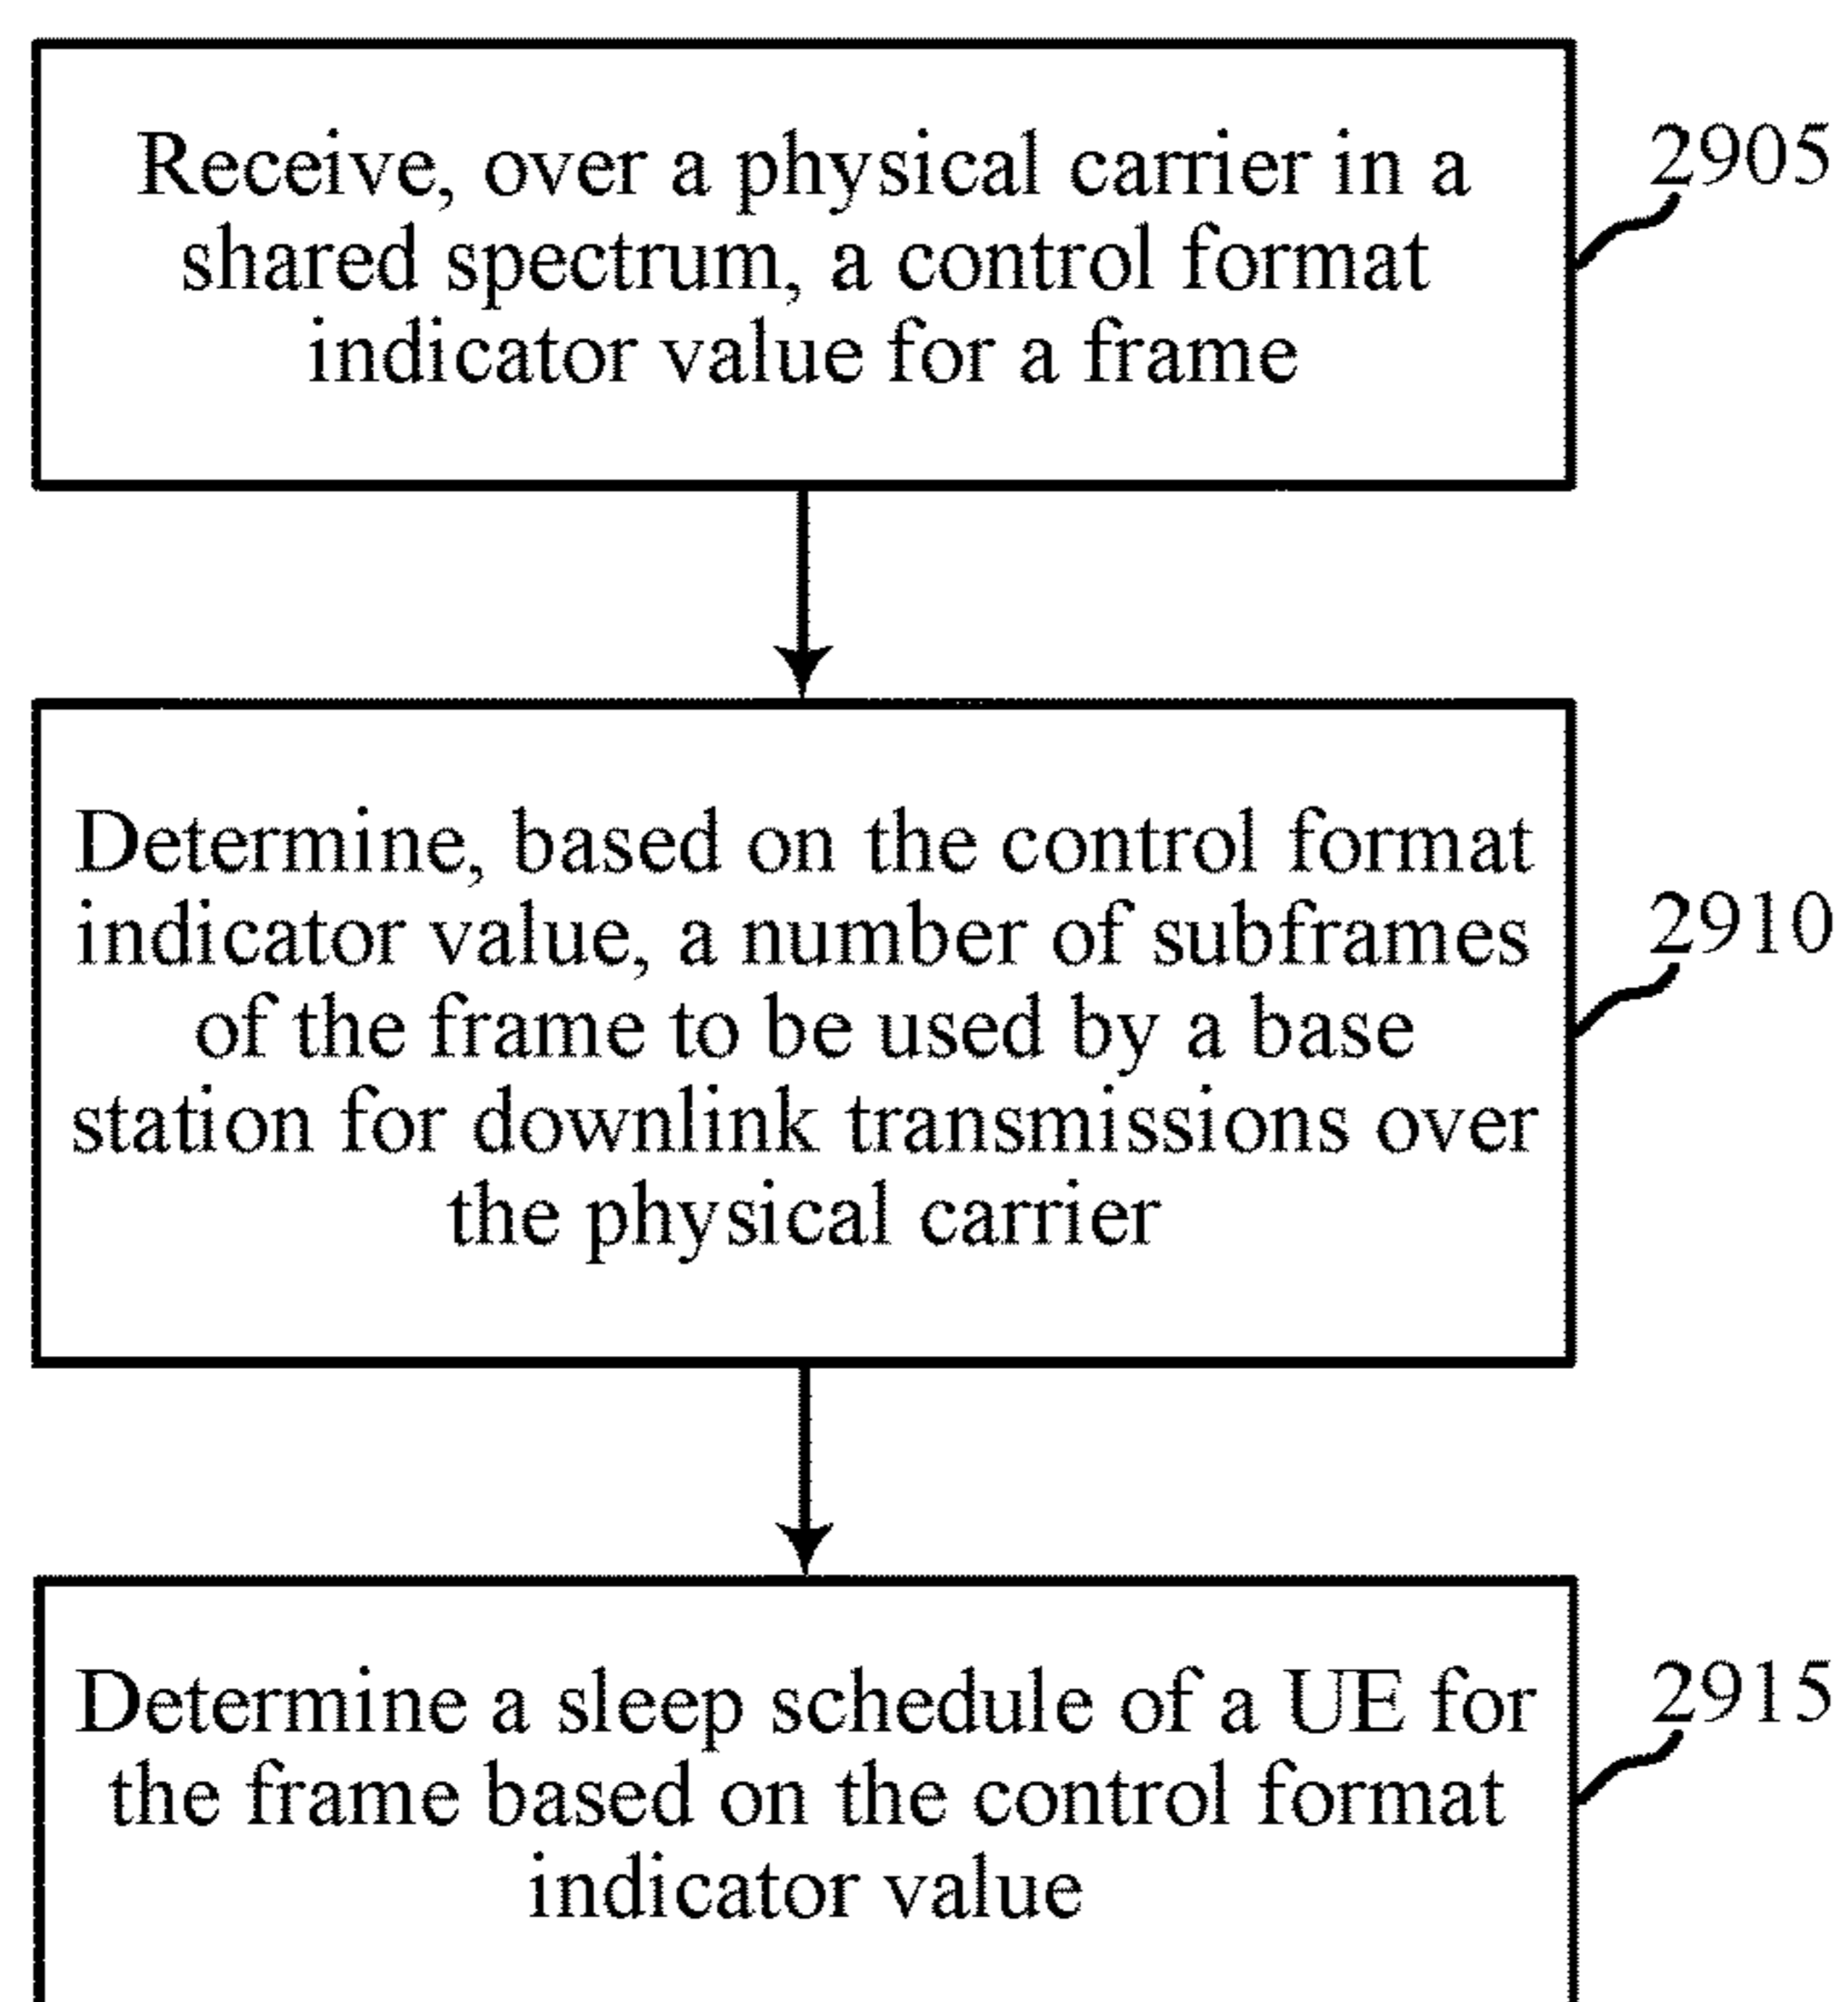 Receive, over a physical carrier in a
shared spectrum, a control format
indicator value for a frame
2905
Determine, based on the control format
indicator value, a number of subframes
of the frame to be used by a base
station for downlink transmissions over
the physical carrier
2910
Determine a sleep schedule of a UE for
the frame based on the control format
indicator value
2915